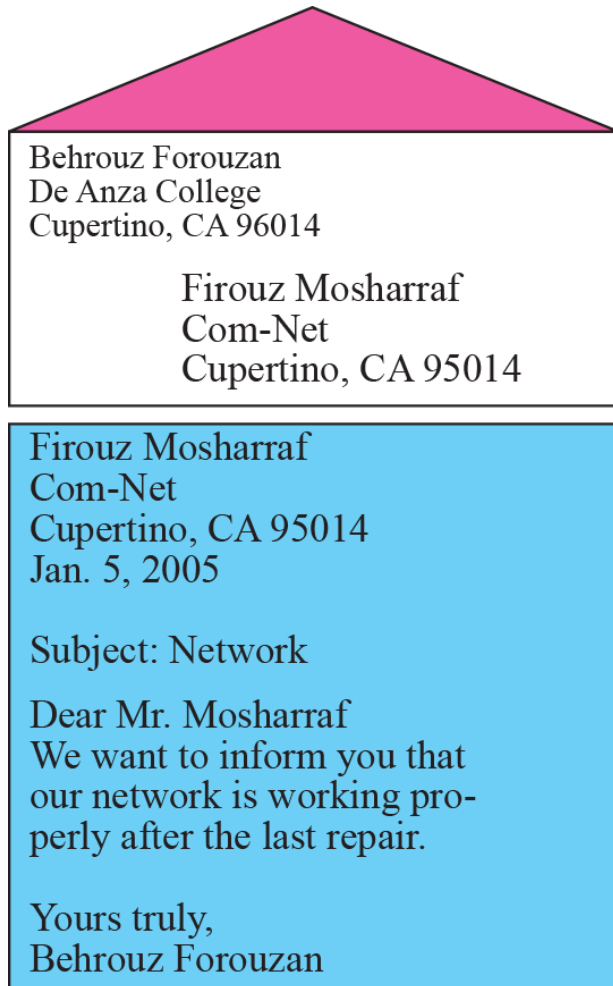 Behrouz Forouzan
De Anza College
Cupertino, CA 96014
Firouz Mosharraf
Com-Net
Cupertino, CA 95014
Firouz Mosharraf
Com-Net
Cupertino, CA 95014
Jan. 5, 2005
Subject: Network
Dear Mr. Mosharraf
We want to inform you that
our network is working pro-
perly after the last repair.
Yours truly,
Behrouz Forouzan